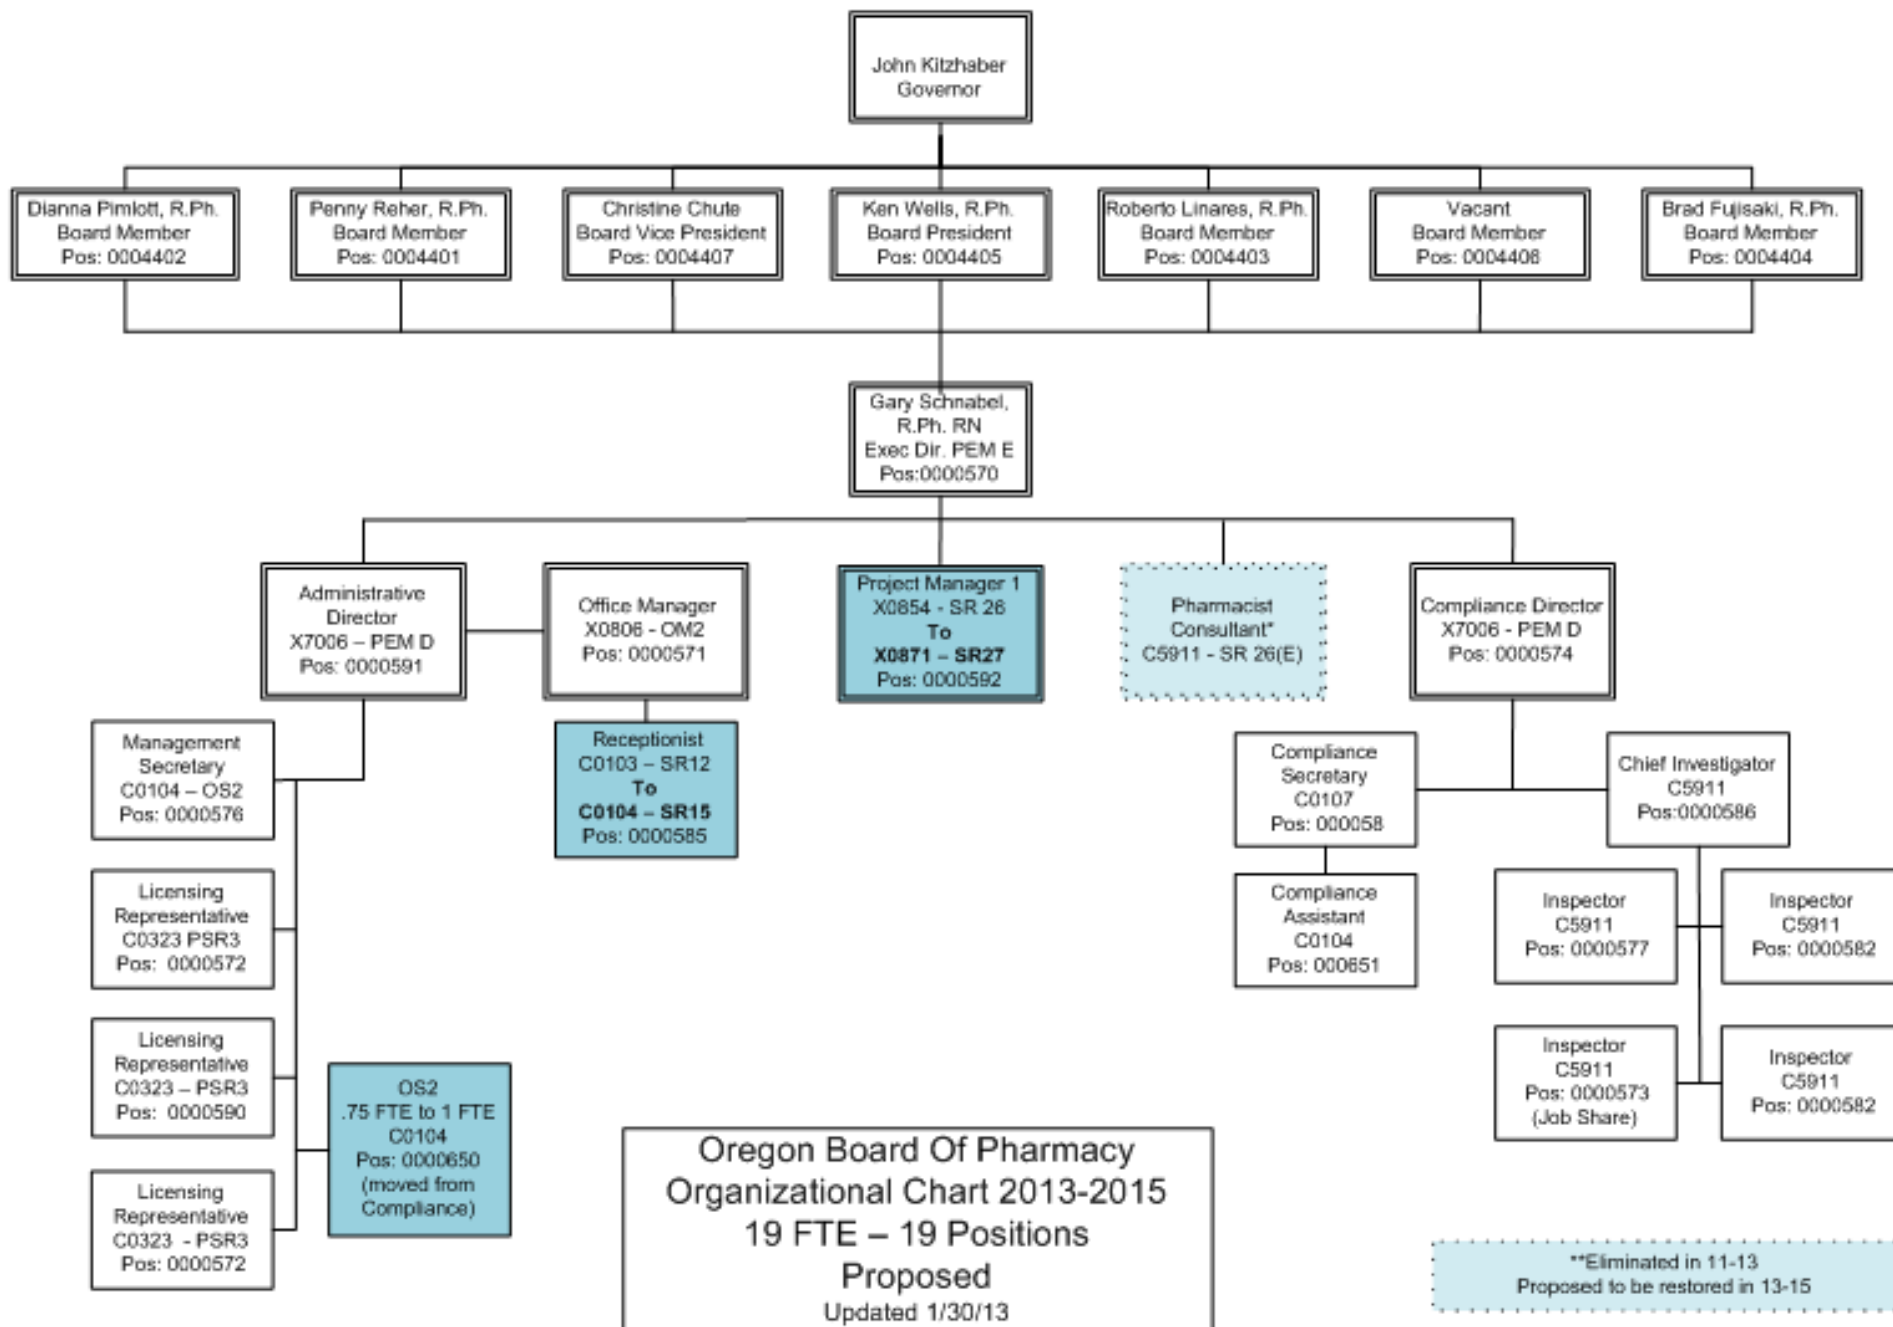 John Kitzhaber
Governor
Dianna Pimlott, R.Ph.
Board Member
Pos: 0004402
Penny Reher, R.Ph.
Board Member
Pos: 0004401
Christine Chute
Board Vice President
Pos: 0004407
Ken Wells, R.Ph.
Board President
Pos: 0004405
Roberto Linares, R.Ph.
Board Member
Pos: 0004403
Vacant
Board Member
Pos: 0004406
Brad Fujisaki, R.Ph.
Board Member
Pos: 0004404
Gary Schnabel,
R.Ph. RN
Exec Dir. PEM E
Pos:0000570
Administrative
Director
X7006 – PEM D
Pos: 0000591
Office Manager
X0806 - OM2
Pos: 0000571
Project Manager 1
X0854 - SR 26
To
X0871 – SR27
Pos: 0000592
Pharmacist
Consultant*
C5911 - SR 26(E)
Compliance Director
X7006 - PEM D
Pos: 0000574
Management
Secretary
C0104 – OS2
Pos: 0000576
Receptionist
C0103 – SR12
To
C0104 – SR15
Pos: 0000585
Compliance
Secretary
C0107
Pos: 000058
Chief Investigator
C5911
Pos:0000586
Licensing
Representative
C0323 PSR3
Pos: 0000572
Compliance
Assistant
C0104
Pos: 000651
Inspector
C5911
Pos: 0000577
Inspector
C5911
Pos: 0000582
Licensing
Representative
C0323 – PSR3
Pos: 0000590
OS2
.75 FTE to 1 FTE
C0104
Pos: 0000650
(moved from
Compliance)
Inspector
C5911
Pos: 0000573
(Job Share)
Inspector
C5911
Pos: 0000582
Licensing
Representative
C0323 - PSR3
Pos: 0000572
Oregon Board Of Pharmacy
Organizational Chart 2013-2015
19 FTE – 19 Positions
Proposed
Updated 1/30/13
**Eliminated in 11-13
Proposed to be restored in 13-15